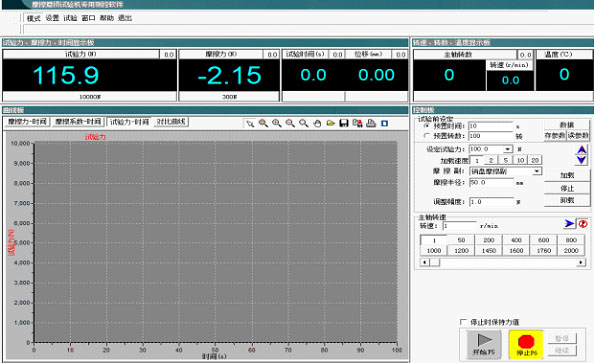 摩擦磨损试验机专用测控软件
模式 设置 试验 窗口 帮助 退出
试验力、摩擦力、时间显示板
转速、转数、温度显示板
试验力(N) 0.0 摩擦力(N) 0.0 试验时间(s) 0.0 位移(mm) 0.0
主轴转数 0.0 温度(℃)
115.9 -2.15 0.0 0.00
0 转速(r/min) 0
0.0
10000N 300N
曲线板
控制板
摩擦力-时间 摩擦系数-时间 试验力-时间 对比曲线
试验前设定
预置时间: 10 s 数据
预置转数: 100 转 存参数 读参数
设定试验力: 100.0 N
加载速度 1 2 5 10 20
摩 擦 副: 销盘摩擦副 加载
摩擦半径: 50.0 mm 停止
调整幅度: 1.0 N 卸载
主轴转速
转速: 1 r/min
1 50 200 400 600 800
1000 1200 1450 1600 1760 2000
停止时保持力值
开始F5 停止F6 暂停
继续
试验力
10,000
9,000
8,000
7,000
6,000
5,000
4,000
3,000
2,000
1,000
0
试验力N
0 10 20 30 40 50 60 70 80 90 100
时间(s)